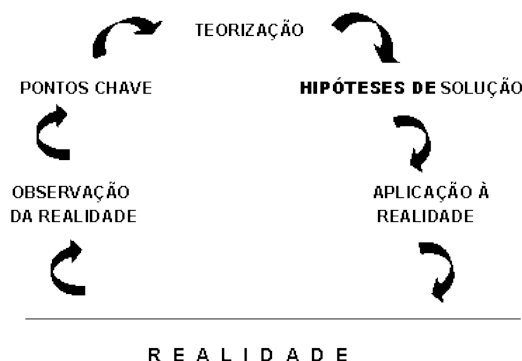 TEORIZAÇÃO
PONTOS CHAVE
HIPÓTESES DE SOLUÇÃO
OBSERVAÇÃO
DA REALIDADE
APLICAÇÃO À
REALIDADE
R E A L I D A D E